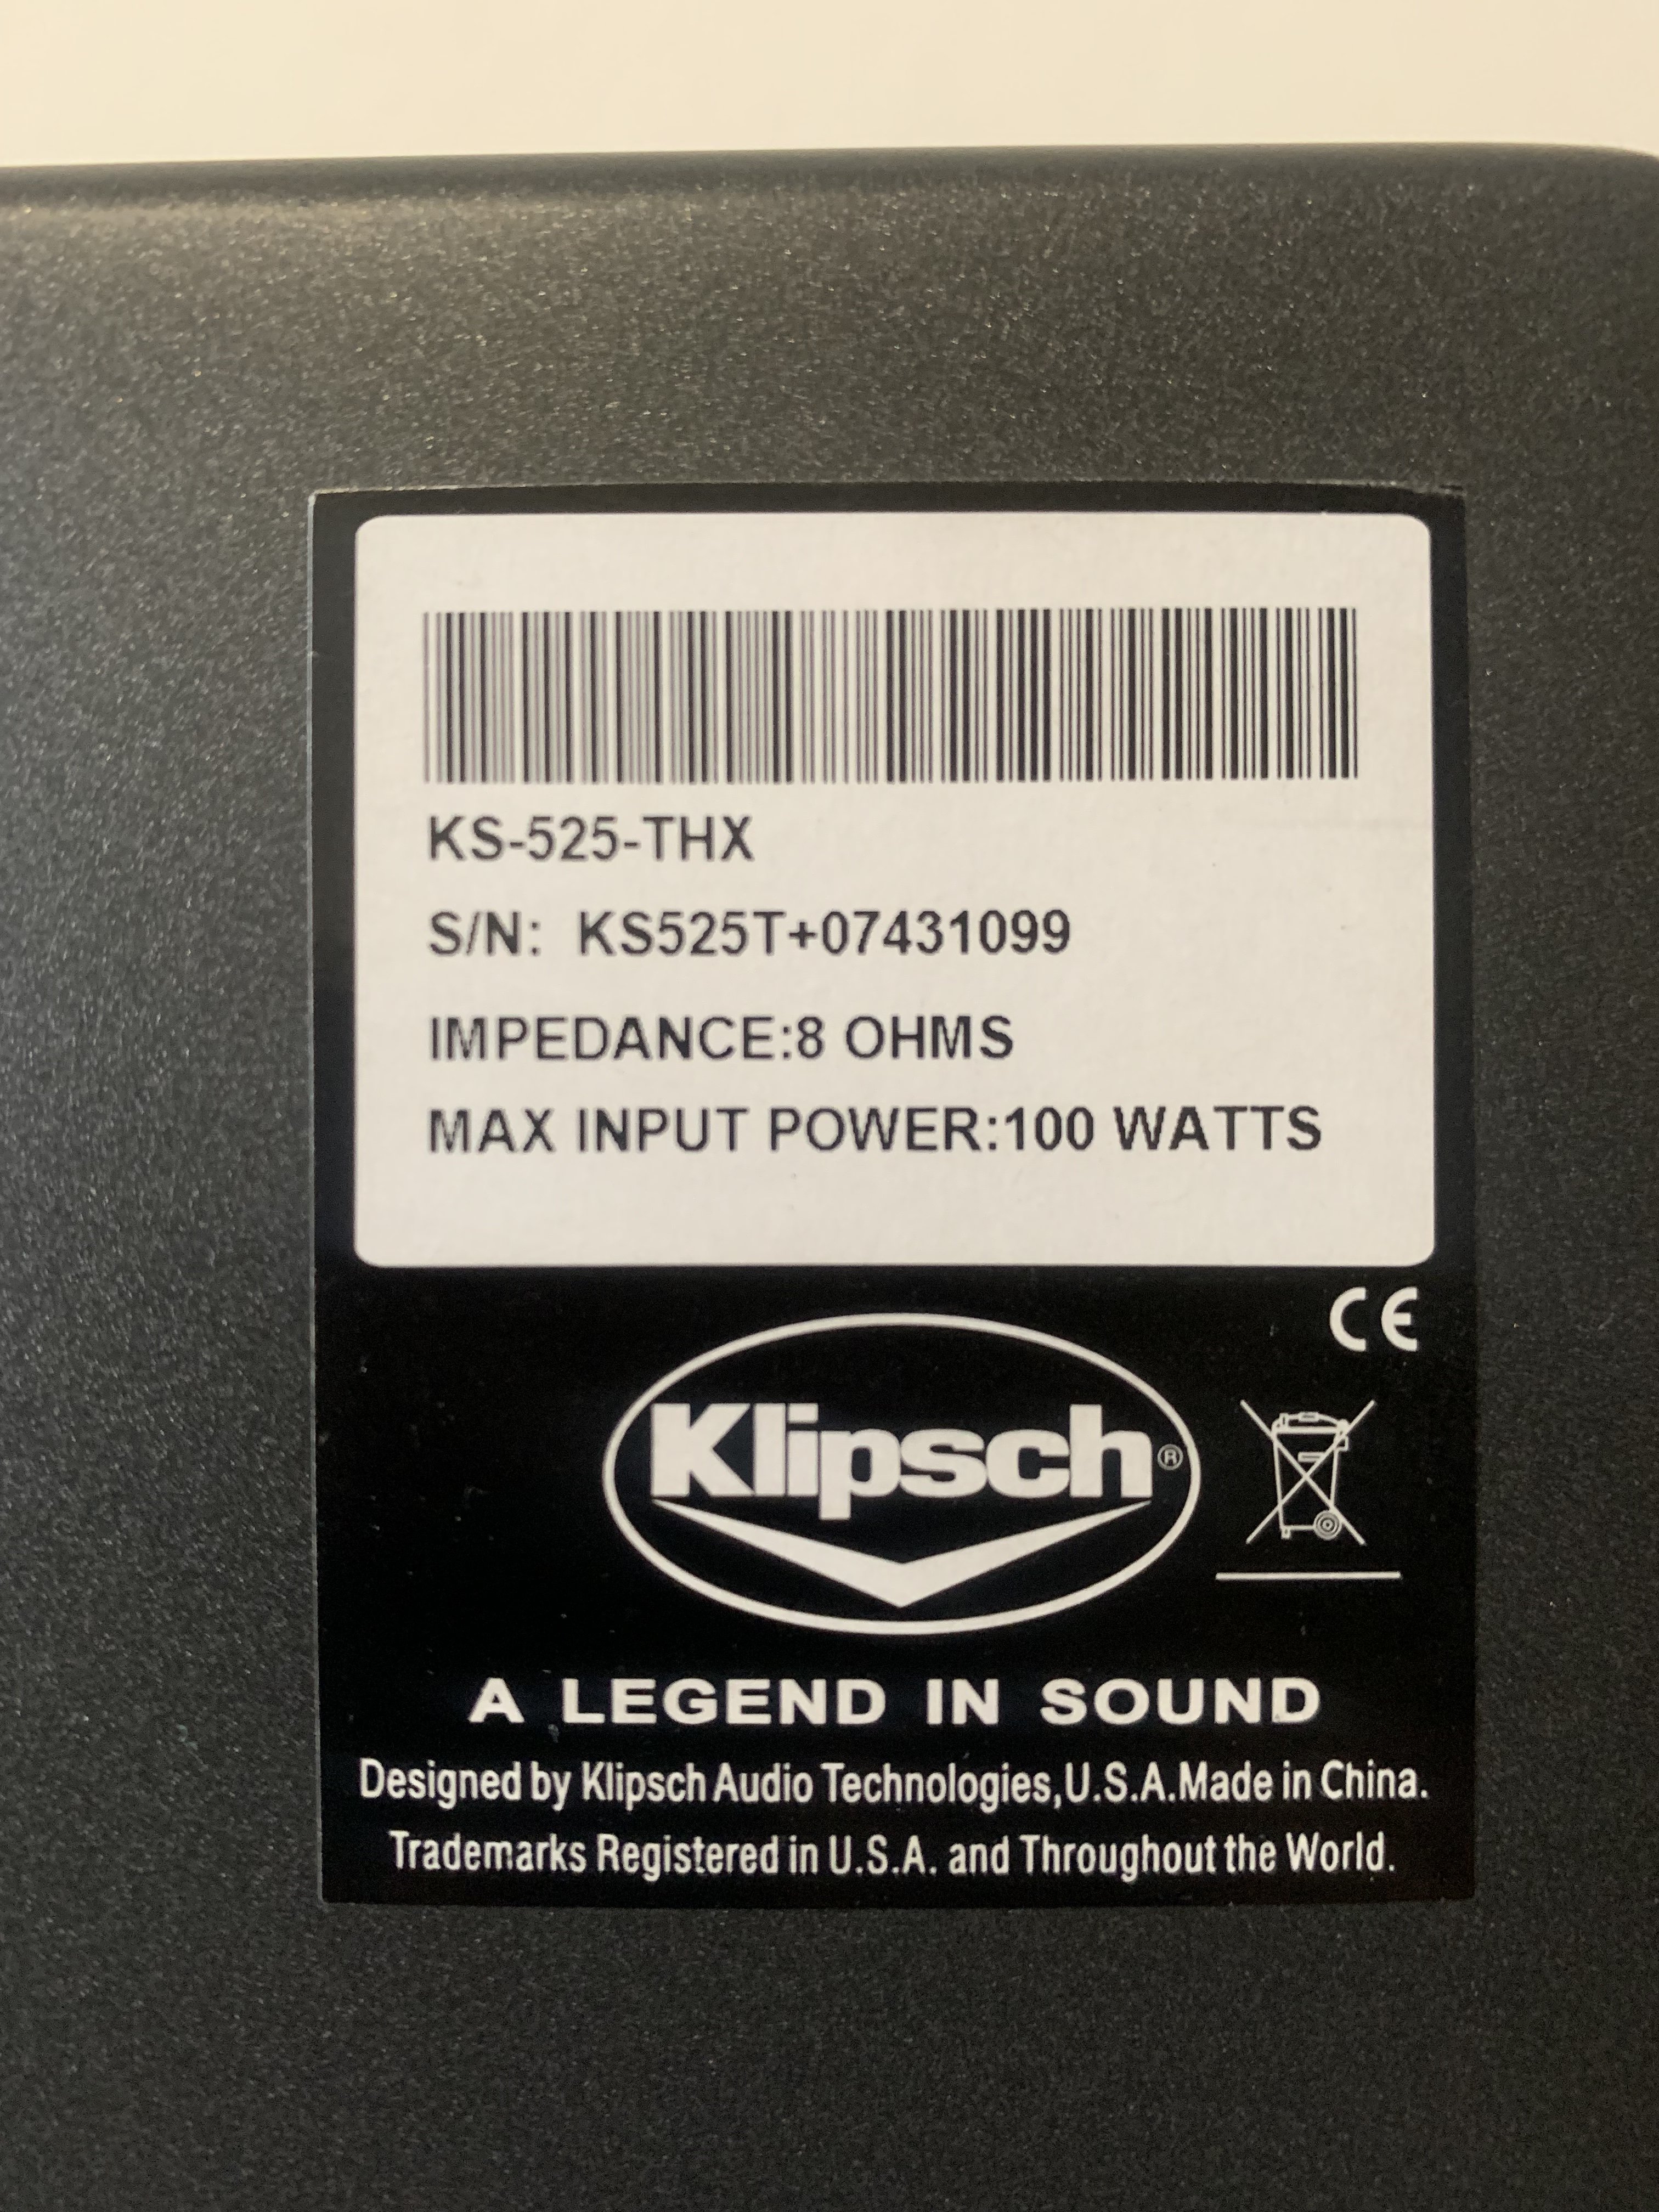 KS-525-THX
S/N: KS525T+07431099
IMPEDANCE:8 OHMS
MAX INPUT POWER:100 WATTS
CE
Klipsch®
A LEGEND IN SOUND
Designed by Klipsch Audio Technologies,U.S.A.Made in China.
Trademarks Registered in U.S.A. and Throughout the World.